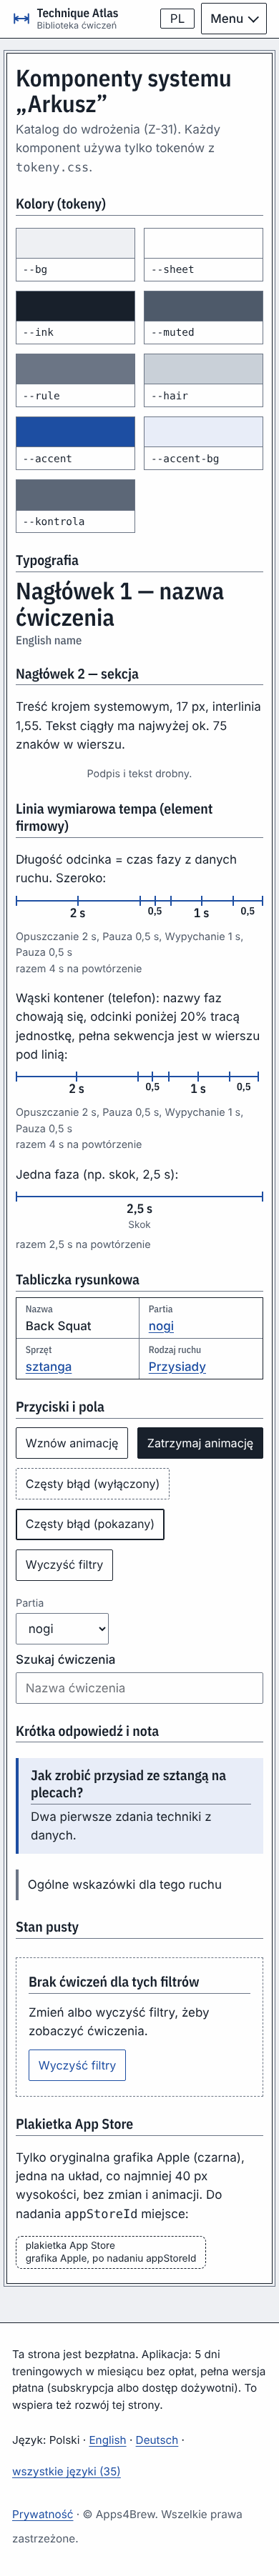 Technique Atlas
Biblioteka ćwiczeń
PL
Menu
Komponenty systemu
„Arkusz”
Katalog do wdrożenia (Z-31). Każdy
komponent używa tylko tokenów z
tokeny.css.
Kolory (tokeny)
--bg
--sheet
--ink
--muted
--rule
--hair
--accent
--accent-bg
--kontrola
Typografia
Nagłówek 1 — nazwa
ćwiczenia
English name
Nagłówek 2 — sekcja
Treść krojem systemowym, 17 px, interlinia
1,55. Tekst ciągły ma najwyżej ok. 75
znaków w wierszu.
Podpis i tekst drobny.
Linia wymiarowa tempa (element
firmowy)
Długość odcinka = czas fazy z danych
ruchu. Szeroko:
2 s
0,5
1 s
0,5
Opuszczanie 2 s, Pauza 0,5 s, Wypychanie 1 s,
Pauza 0,5 s
razem 4 s na powtórzenie
Wąski kontener (telefon): nazwy faz
chowają się, odcinki poniżej 20% tracą
jednostkę, pełna sekwencja jest w wierszu
pod linią:
2 s
0,5
1 s
0,5
Opuszczanie 2 s, Pauza 0,5 s, Wypychanie 1 s,
Pauza 0,5 s
razem 4 s na powtórzenie
Jedna faza (np. skok, 2,5 s):
2,5 s
Skok
razem 2,5 s na powtórzenie
Tabliczka rysunkowa
Nazwa
Back Squat
Partia
nogi
Sprzęt
sztanga
Rodzaj ruchu
Przysiady
Przyciski i pola
Wznów animację
Zatrzymaj animację
Częsty błąd (wyłączony)
Częsty błąd (pokazany)
Wyczyść filtry
Partia
nogi
Szukaj ćwiczenia
Nazwa ćwiczenia
Krótka odpowiedź i nota
Jak zrobić przysiad ze sztangą na
plecach?
Dwa pierwsze zdania techniki z
danych.
Ogólne wskazówki dla tego ruchu
Stan pusty
Brak ćwiczeń dla tych filtrów
Zmień albo wyczyść filtry, żeby
zobaczyć ćwiczenia.
Wyczyść filtry
Plakietka App Store
Tylko oryginalna grafika Apple (czarna),
jedna na układ, co najmniej 40 px
wysokości, bez zmian i animacji. Do
nadania appStoreId miejsce:
plakietka App Store
grafika Apple, po nadaniu appStoreId
Ta strona jest bezpłatna. Aplikacja: 5 dni
treningowych w miesiącu bez opłat, pełna wersja
płatna (subskrypcja albo dostęp dożywotni). To
wspiera też rozwój tej strony.
Język: Polski · English · Deutsch ·
wszystkie języki (35)
Prywatność · © Apps4Brew. Wszelkie prawa
zastrzeżone.